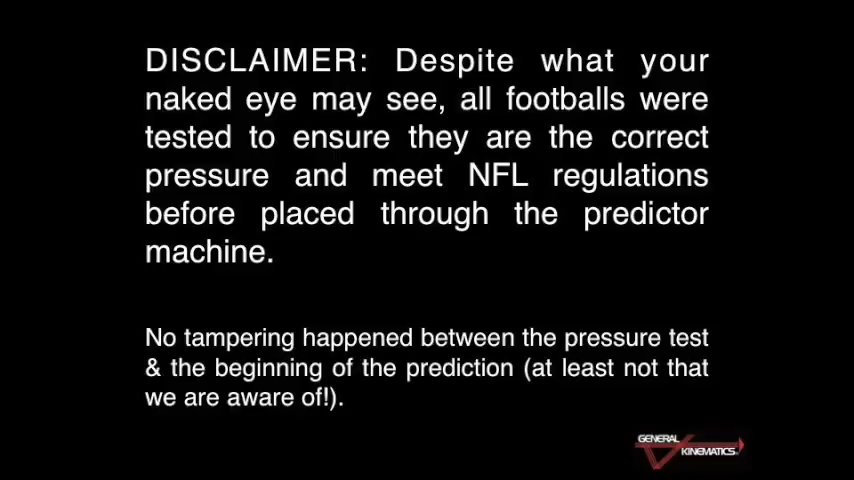 DISCLAIMER: Despite what your
naked eye may see, all footballs were
tested to ensure they are the correct
pressure and meet NFL regulations
before placed through the predictor
machine.
No tampering happened between the pressure test
& the beginning of the prediction (at least not that
we are aware of!).
GENERAL
KINEMATICS